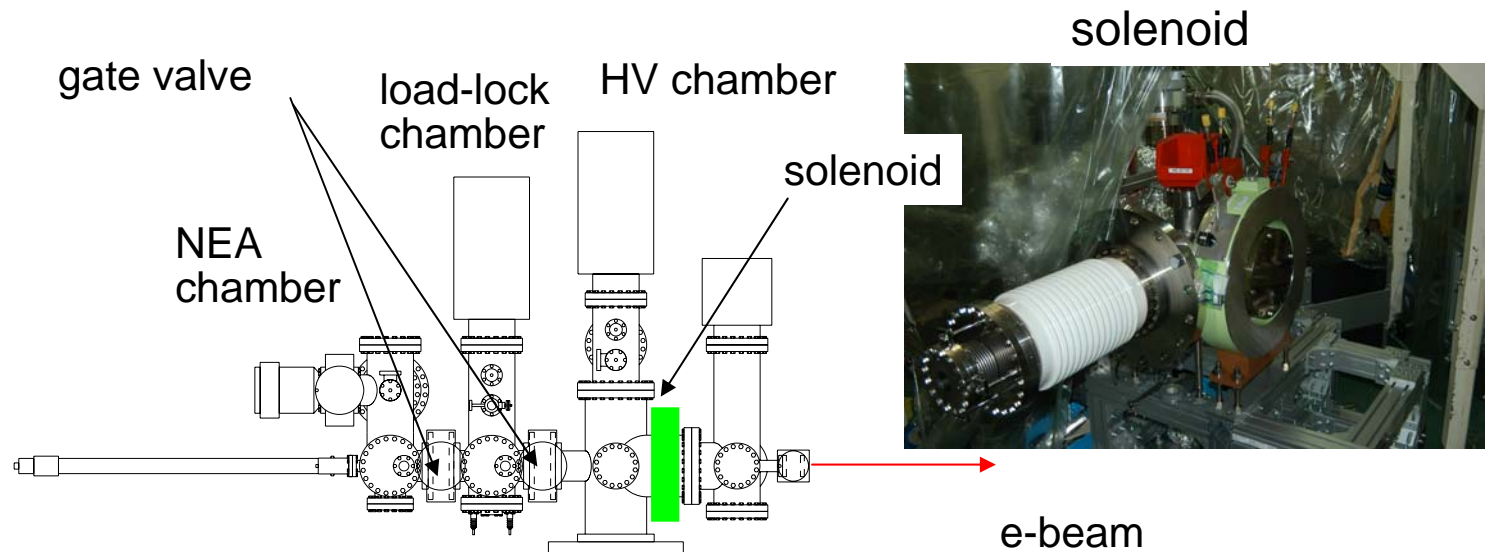 solenoid
gate valve
load-lock
chamber
HV chamber
solenoid
NEA
chamber
e-beam